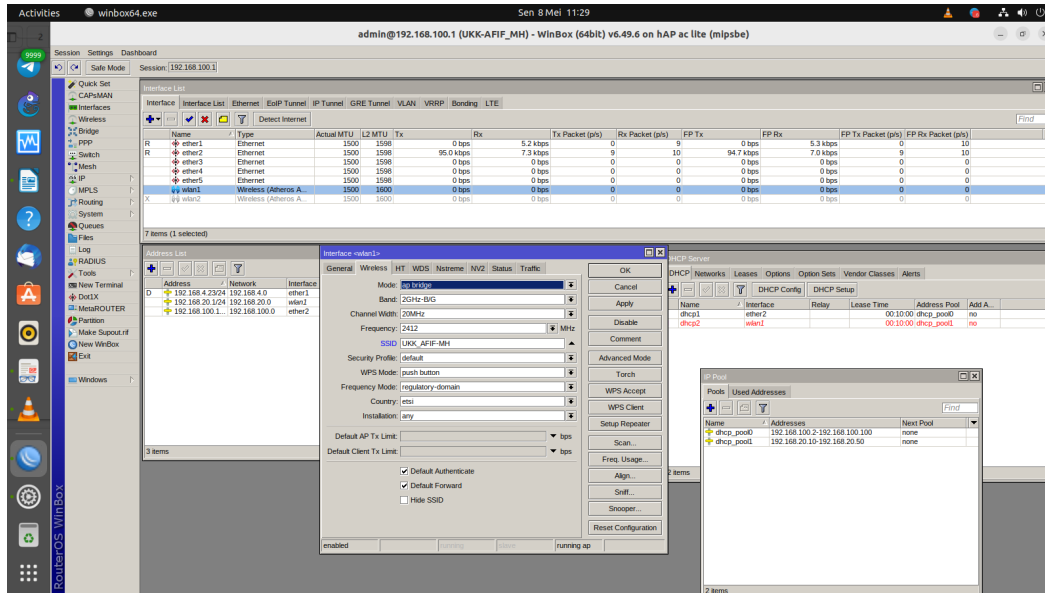 Activities winbox64.exe Sen 8 Mei 11:29
admin@192.168.100.1 (UKK-AFIF_MH) - WinBox (64bit) v6.49.6 on hAP ac lite (mipsbe)
Session Settings Dashboard
Safe Mode Session: 192.168.100.1
9999
Quick Set
CAPsMAN
Interfaces
Wireless
Bridge
PPP
Switch
Mesh
IP
MPLS
Routing
System
Queues
Files
Log
RADIUS
Tools
New Terminal
Dot1X
MetaROUTER
Partition
Make Supout.rif
New WinBox
Exit
Windows
RouterOS WinBox
Interface List
Interface Interface List Ethernet EoIP Tunnel IP Tunnel GRE Tunnel VLAN VRRP Bonding LTE
Detect Internet Find
Name Type Actual MTU L2 MTU Tx Rx Tx Packet (p/s) Rx Packet (p/s) FP Tx FP Rx FP Tx Packet (p/s) FP Rx Packet (p/s)
R ether1 Ethernet 1500 1598 0 bps 5.2 kbps 0 9 0 bps 5.3 kbps 0 10
R ether2 Ethernet 1500 1598 95.0 kbps 7.3 kbps 9 10 94.7 kbps 7.0 kbps 9 10
ether3 Ethernet 1500 1598 0 bps 0 bps 0 0 0 bps 0 bps 0 0
ether4 Ethernet 1500 1598 0 bps 0 bps 0 0 0 bps 0 bps 0 0
ether5 Ethernet 1500 1598 0 bps 0 bps 0 0 0 bps 0 bps 0 0
wlan1 Wireless (Atheros A... 1500 1600 0 bps 0 bps 0 0 0 bps 0 bps 0 0
X wlan2 Wireless (Atheros A... 1500 1600 0 bps 0 bps 0 0 0 bps 0 bps 0 0
7 items (1 selected)
Address List
Address Network Interface
D 192.168.4.23/24 192.168.4.0 ether1
192.168.20.1/24 192.168.20.0 wlan1
192.168.100.1... 192.168.100.0 ether2
3 items
Interface <wlan1>
General Wireless HT WDS Nstreme NV2 Status Traffic
Mode: ap bridge
Band: 2GHz-B/G
Channel Width: 20MHz
Frequency: 2412 MHz
SSID UKK_AFIF-MH
Security Profile: default
WPS Mode: push button
Frequency Mode: regulatory-domain
Country: etsi
Installation: any
Default AP Tx Limit: bps
Default Client Tx Limit: bps
Default Authenticate
Default Forward
Hide SSID
OK
Cancel
Apply
Disable
Comment
Advanced Mode
Torch
WPS Accept
WPS Client
Setup Repeater
Scan...
Freq. Usage...
Align...
Sniff...
Snooper...
Reset Configuration
enabled running slave running ap
DHCP Server
DHCP Networks Leases Options Option Sets Vendor Classes Alerts
DHCP Config DHCP Setup
Name Interface Relay Lease Time Address Pool Add A...
dhcp1 ether2 00:10:00 dhcp_pool0 no
dhcp2 wlan1 00:10:00 dhcp_pool1 no
2 items
IP Pool
Pools Used Addresses
Find
Name Addresses Next Pool
dhcp_pool0 192.168.100.2-192.168.100.100 none
dhcp_pool1 192.168.20.10-192.168.20.50 none
2 items